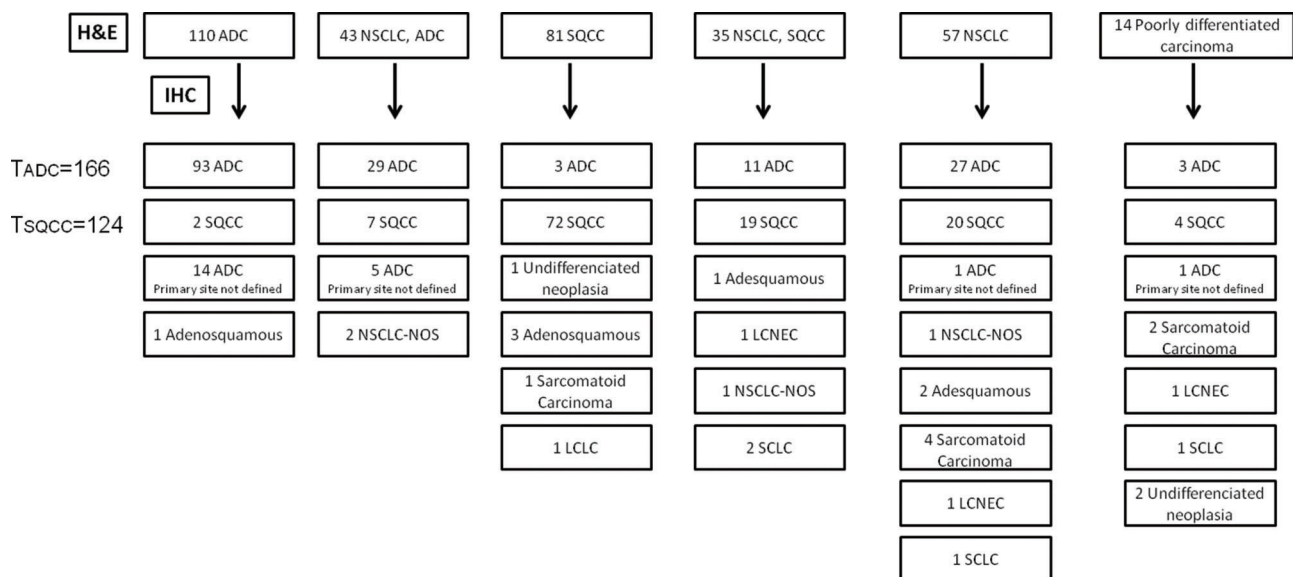 H&E
110 ADC
43 NSCLC, ADC
81 SQCC
35 NSCLC, SQCC
57 NSCLC
14 Poorly differentiated
carcinoma
IHC
TADC=166
93 ADC
29 ADC
3 ADC
11 ADC
27 ADC
3 ADC
TSQCC=124
2 SQCC
7 SQCC
72 SQCC
19 SQCC
20 SQCC
4 SQCC
14 ADC
Primary site not defined
5 ADC
Primary site not defined
1 Undifferenciated
neoplasia
1 Adesquamous
1 ADC
Primary site not defined
1 ADC
Primary site not defined
1 Adenosquamous
2 NSCLC-NOS
3 Adenosquamous
1 LCNEC
1 NSCLC-NOS
2 Sarcomatoid
Carcinoma
1 Sarcomatoid
Carcinoma
1 NSCLC-NOS
2 Adesquamous
1 LCNEC
1 LCLC
2 SCLC
4 Sarcomatoid
Carcinoma
1 SCLC
1 LCNEC
2 Undifferenciated
neoplasia
1 SCLC